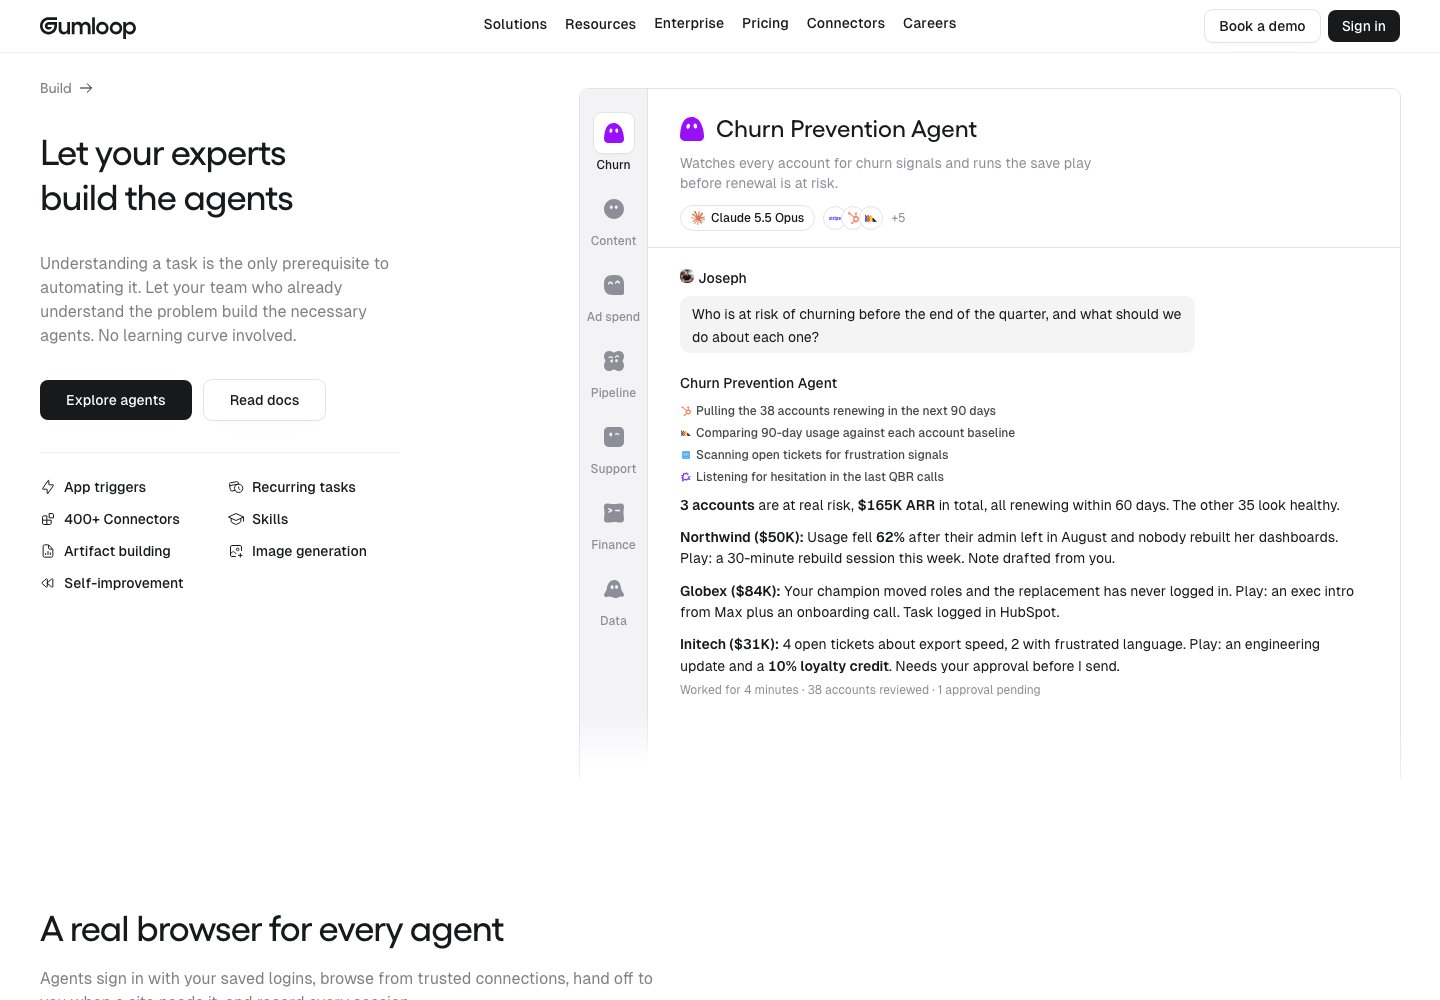 Gumloop
Solutions
Resources
Enterprise
Pricing
Connectors
Careers
Book a demo
Sign in
Build →
Let your experts
build the agents
Understanding a task is the only prerequisite to
automating it. Let your team who already
understand the problem build the necessary
agents. No learning curve involved.
Explore agents
Read docs
App triggers
Recurring tasks
400+ Connectors
Skills
Artifact building
Image generation
Self-improvement
Churn
Content
Ad spend
Pipeline
Support
Finance
Data
Churn Prevention Agent
Watches every account for churn signals and runs the save play
before renewal is at risk.
Claude 5.5 Opus
stripe
+5
Joseph
Who is at risk of churning before the end of the quarter, and what should we
do about each one?
Churn Prevention Agent
Pulling the 38 accounts renewing in the next 90 days
Comparing 90-day usage against each account baseline
Scanning open tickets for frustration signals
Listening for hesitation in the last QBR calls
3 accounts are at real risk, $165K ARR in total, all renewing within 60 days. The other 35 look healthy.
Northwind ($50K): Usage fell 62% after their admin left in August and nobody rebuilt her dashboards.
Play: a 30-minute rebuild session this week. Note drafted from you.
Globex ($84K): Your champion moved roles and the replacement has never logged in. Play: an exec intro
from Max plus an onboarding call. Task logged in HubSpot.
Initech ($31K): 4 open tickets about export speed, 2 with frustrated language. Play: an engineering
update and a 10% loyalty credit. Needs your approval before I send.
Worked for 4 minutes · 38 accounts reviewed · 1 approval pending
A real browser for every agent
Agents sign in with your saved logins, browse from trusted connections, hand off to
you when a site needs it, and record every session.